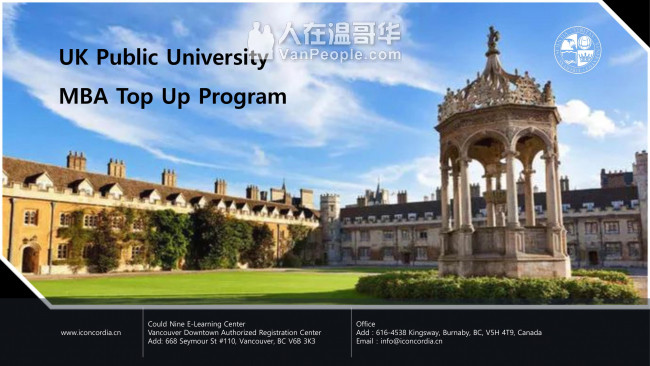 人在温哥华
VanPeople.com
UK Public University
MBA Top Up Program
www.iconcordia.cn
Could Nine E-Learning Center
Vancouver Downtown Authorized Registration Center
Add: 668 Seymour St #110, Vancouver, BC V6B 3K3
Office
Add : 616-4538 Kingsway, Burnaby, BC, V5H 4T9, Canada
Email : info@iconcordia.cn